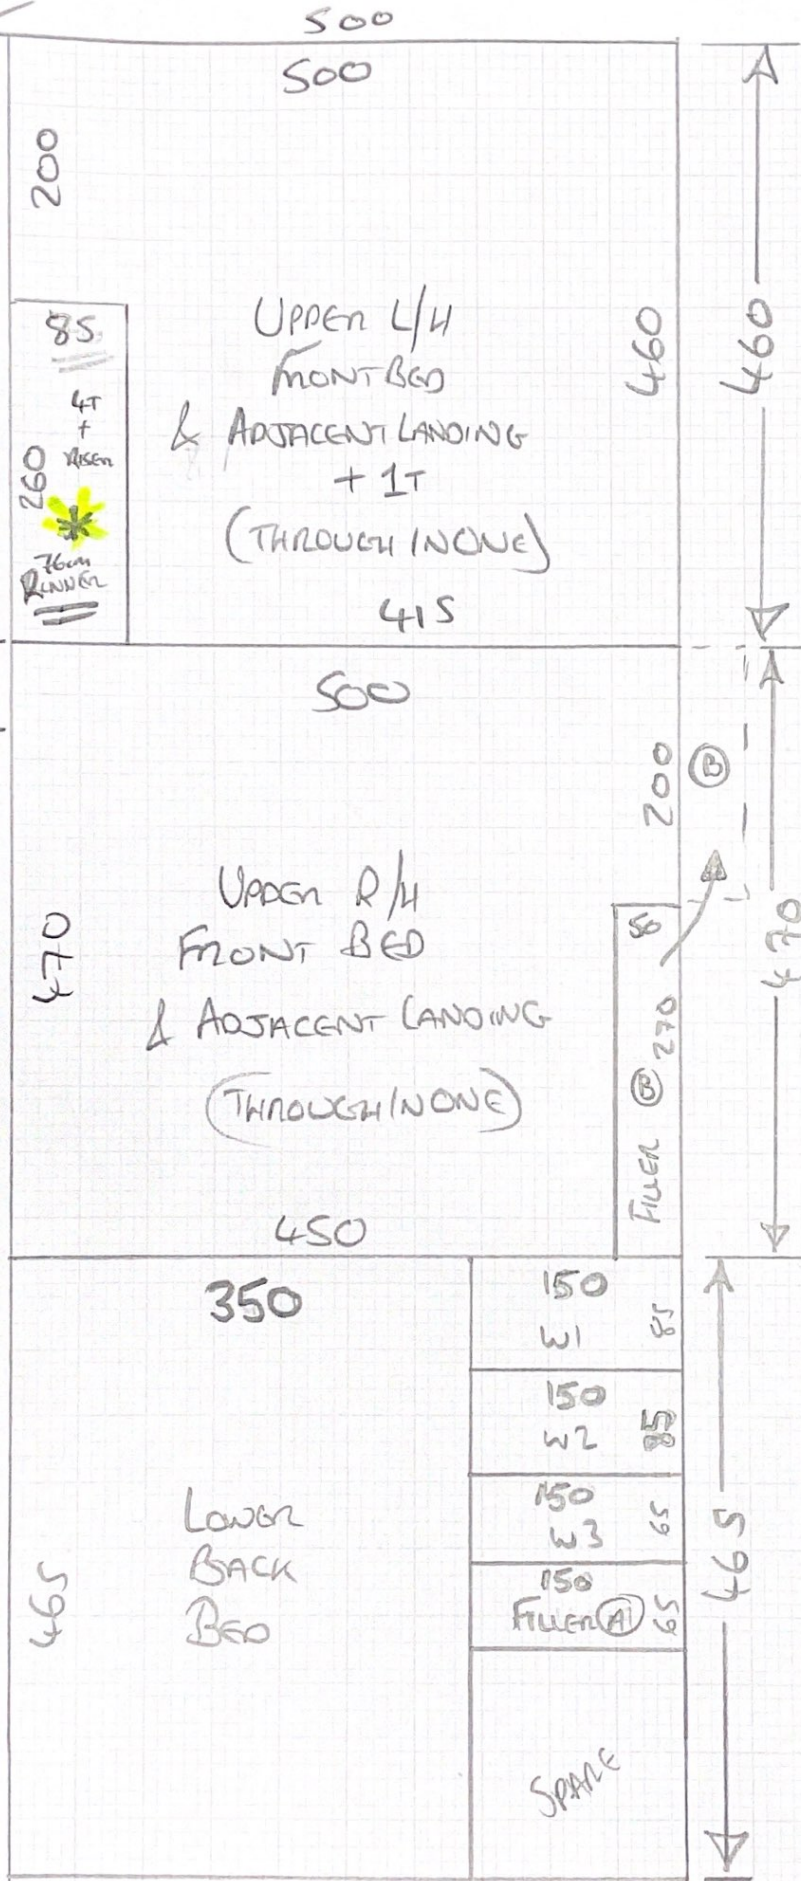 500
500
200
460
460
85
4T
+
RISER
260
*
76cm
RUNNER
UPPER L/H
FRONT BED
& ADJACENT LANDING
+ 1T
(THROUGH IN ONE)
415
500
200
B
470
470
UPPER R/H
FRONT BED
& ADJACENT LANDING
(THROUGH IN ONE)
450
50
FILLER B 270
350
465
LOWER
BACK
BED
150
W1 85
150
W2 85
150
W3 65
150
FILLER A 65
SPARE
465